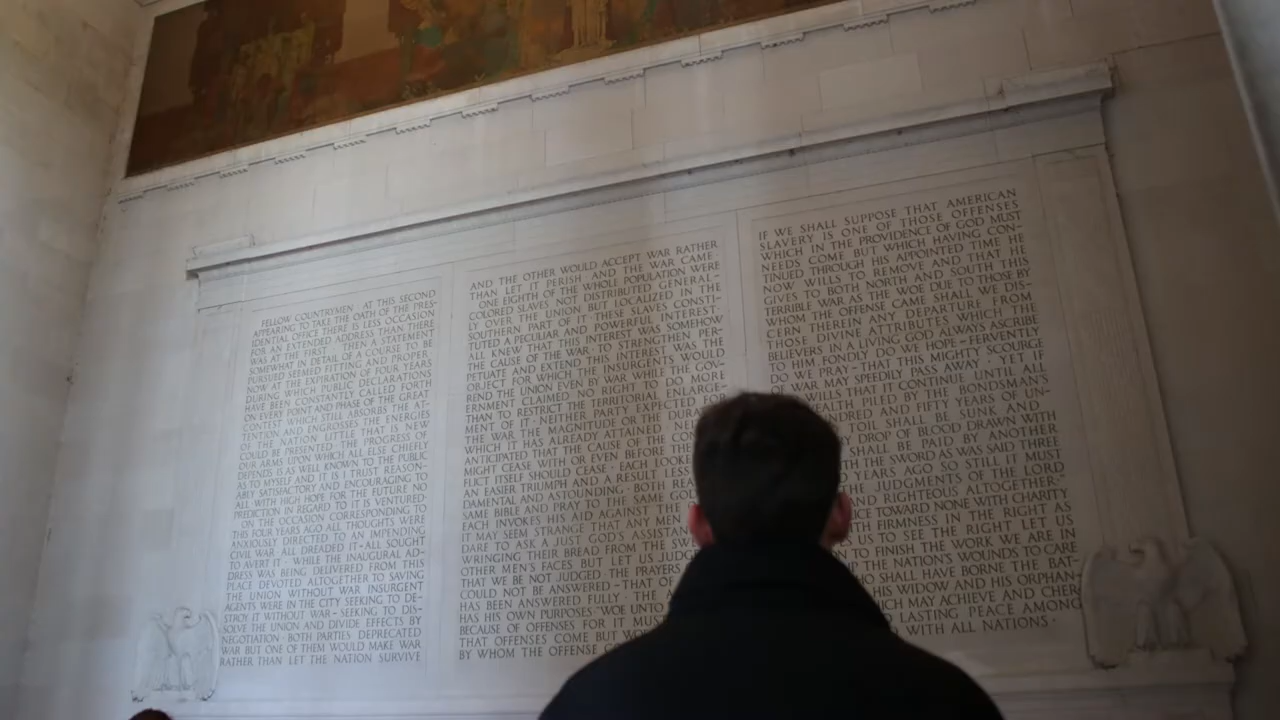 FELLOW COUNTRYMEN · AT THIS SECOND
APPEARING TO TAKE THE OATH OF THE PRES-
IDENTIAL OFFICE THERE IS LESS OCCASION
FOR AN EXTENDED ADDRESS THAN THERE
WAS AT THE FIRST · THEN A STATEMENT
SOMEWHAT IN DETAIL OF A COURSE TO BE
PURSUED SEEMED FITTING AND PROPER ·
NOW AT THE EXPIRATION OF FOUR YEARS
DURING WHICH PUBLIC DECLARATIONS
HAVE BEEN CONSTANTLY CALLED FORTH
ON EVERY POINT AND PHASE OF THE GREAT
CONTEST WHICH STILL ABSORBS THE AT-
TENTION AND ENGROSSES THE ENERGIES
OF THE NATION LITTLE THAT IS NEW
COULD BE PRESENTED · THE PROGRESS OF
OUR ARMS UPON WHICH ALL ELSE CHIEFLY
DEPENDS IS AS WELL KNOWN TO THE PUBLIC
AS TO MYSELF AND IT IS I TRUST REASON-
ABLY SATISFACTORY AND ENCOURAGING TO
ALL · WITH HIGH HOPE FOR THE FUTURE NO
PREDICTION IN REGARD TO IT IS VENTURED ·
ON THE OCCASION CORRESPONDING TO
THIS FOUR YEARS AGO ALL THOUGHTS WERE
ANXIOUSLY DIRECTED TO AN IMPENDING
CIVIL WAR · ALL DREADED IT – ALL SOUGHT
TO AVERT IT · WHILE THE INAUGURAL AD-
DRESS WAS BEING DELIVERED FROM THIS
PLACE DEVOTED ALTOGETHER TO SAVING
THE UNION WITHOUT WAR INSURGENT
AGENTS WERE IN THE CITY SEEKING TO DE-
STROY IT WITHOUT WAR – SEEKING TO DIS-
SOLVE THE UNION AND DIVIDE EFFECTS BY
NEGOTIATION · BOTH PARTIES DEPRECATED
WAR BUT ONE OF THEM WOULD MAKE WAR
RATHER THAN LET THE NATION SURVIVE
AND THE OTHER WOULD ACCEPT WAR RATHER
THAN LET IT PERISH · AND THE WAR CAME ·
ONE EIGHTH OF THE WHOLE POPULATION WERE
COLORED SLAVES NOT DISTRIBUTED GENERAL-
LY OVER THE UNION BUT LOCALIZED IN THE
SOUTHERN PART OF IT · THESE SLAVES CONSTI-
TUTED A PECULIAR AND POWERFUL INTEREST ·
ALL KNEW THAT THIS INTEREST WAS SOMEHOW
THE CAUSE OF THE WAR · TO STRENGTHEN PER-
PETUATE AND EXTEND THIS INTEREST WAS THE
OBJECT FOR WHICH THE INSURGENTS WOULD
REND THE UNION EVEN BY WAR WHILE THE GOV-
ERNMENT CLAIMED NO RIGHT TO DO MORE
THAN TO RESTRICT THE TERRITORIAL ENLARGE-
MENT OF IT · NEITHER PARTY EXPECTED FOR
THE WAR THE MAGNITUDE OR THE DURA
WHICH IT HAS ALREADY ATTAINED · NEI
ANTICIPATED THAT THE CAUSE OF THE CO
MIGHT CEASE WITH OR EVEN BEFORE THE
FLICT ITSELF SHOULD CEASE · EACH LOOKE
AN EASIER TRIUMPH AND A RESULT LESS
DAMENTAL AND ASTOUNDING · BOTH REA
SAME BIBLE AND PRAY TO THE SAME GOD
EACH INVOKES HIS AID AGAINST THE
IT MAY SEEM STRANGE THAT ANY MEN
DARE TO ASK A JUST GOD'S ASSISTA
WRINGING THEIR BREAD FROM THE SW
OTHER MEN'S FACES BUT LET US JUDG
THAT WE BE NOT JUDGED · THE PRAYERS
COULD NOT BE ANSWERED – THAT OF
HAS BEEN ANSWERED FULLY · THE A
HAS HIS OWN PURPOSES · "WOE UNTO
BECAUSE OF OFFENSES FOR IT MUST
THAT OFFENSES COME BUT WO
BY WHOM THE OFFENSE CO
IF WE SHALL SUPPOSE THAT AMERICAN
SLAVERY IS ONE OF THOSE OFFENSES
WHICH IN THE PROVIDENCE OF GOD MUST
NEEDS COME BUT WHICH HAVING CON-
TINUED THROUGH HIS APPOINTED TIME HE
NOW WILLS TO REMOVE AND THAT HE
GIVES TO BOTH NORTH AND SOUTH THIS
TERRIBLE WAR AS THE WOE DUE TO THOSE BY
WHOM THE OFFENSE CAME SHALL WE DIS-
CERN THEREIN ANY DEPARTURE FROM
THOSE DIVINE ATTRIBUTES WHICH THE
BELIEVERS IN A LIVING GOD ALWAYS ASCRIBE
TO HIM · FONDLY DO WE HOPE – FERVENTLY
DO WE PRAY – THAT THIS MIGHTY SCOURGE
OF WAR MAY SPEEDILY PASS AWAY · YET IF
WILLS THAT IT CONTINUE UNTIL ALL
TH PILED BY THE BONDSMAN'S
NDRED AND FIFTY YEARS OF UN-
TOIL SHALL BE SUNK AND
DROP OF BLOOD DRAWN WITH
SHALL BE PAID BY ANOTHER
TH THE SWORD AS WAS SAID THREE
YEARS AGO SO STILL IT MUST
THE JUDGMENTS OF THE LORD
ND RIGHTEOUS ALTOGETHER·"
TOWARD NONE WITH CHARITY
TH FIRMNESS IN THE RIGHT AS
US TO SEE THE RIGHT LET US
TO FINISH THE WORK WE ARE IN
THE NATION'S WOUNDS TO CARE
HO SHALL HAVE BORNE THE BAT-
HIS WIDOW AND HIS ORPHAN-
CH MAY ACHIEVE AND CHER-
LASTING PEACE AMONG
WITH ALL NATIONS ·